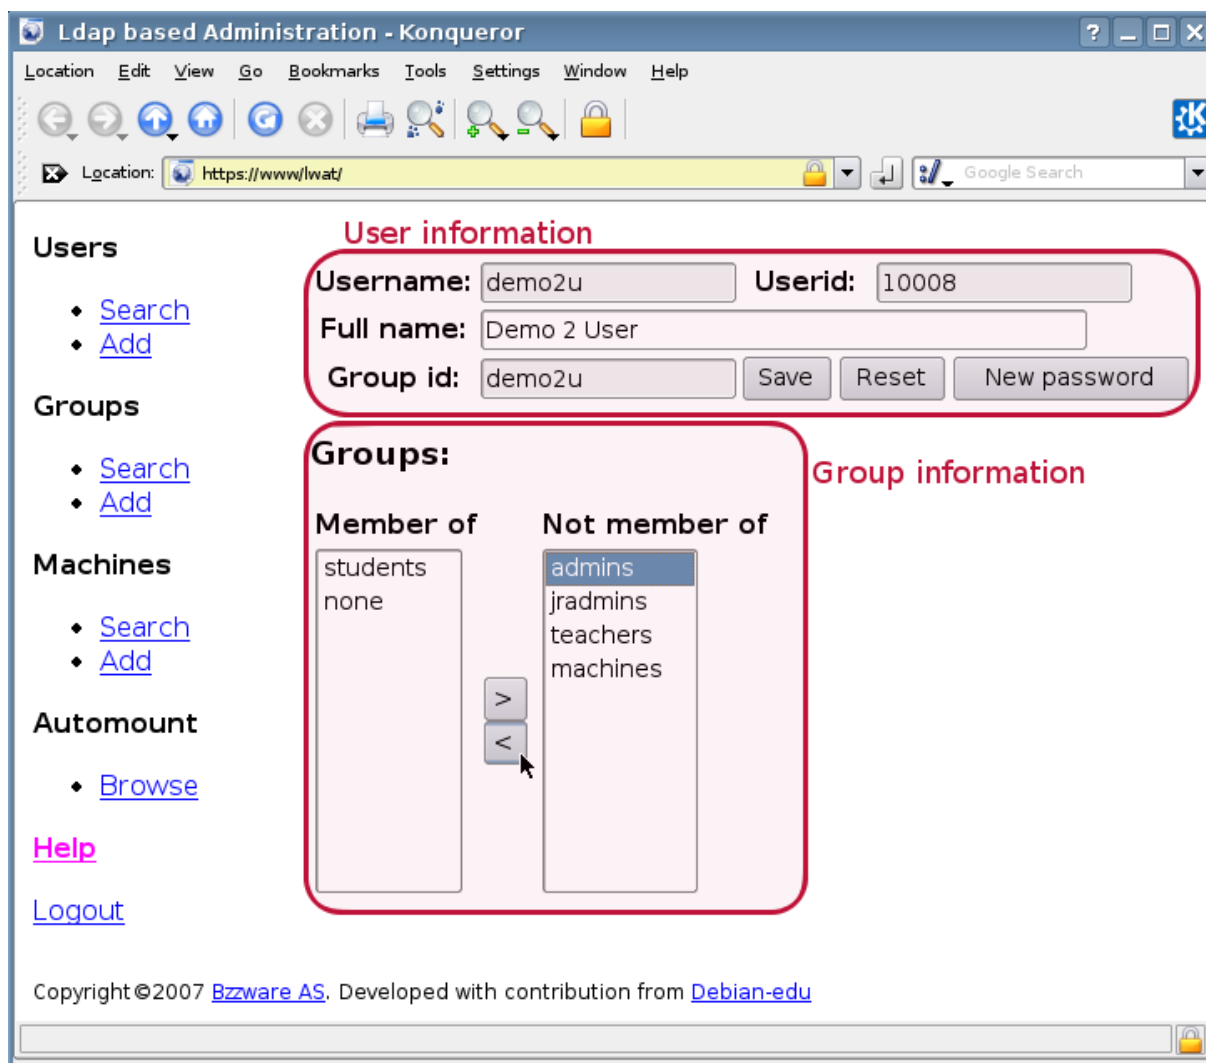 Ldap based Administration - Konqueror
Location Edit View Go Bookmarks Tools Settings Window Help
Location: https://www/lwat/ Google Search
User information
Users
Username: demo2u Userid: 10008
Search
Full name: Demo 2 User
Add
Group id: demo2u Save Reset New password
Groups
Groups:
Search
Group information
Add
Member of Not member of
Machines
students admins
none jradmins
Search
teachers
Add
machines
>
Automount
<
Browse
Help
Logout
Copyright©2007 Bzzware AS. Developed with contribution from Debian-edu